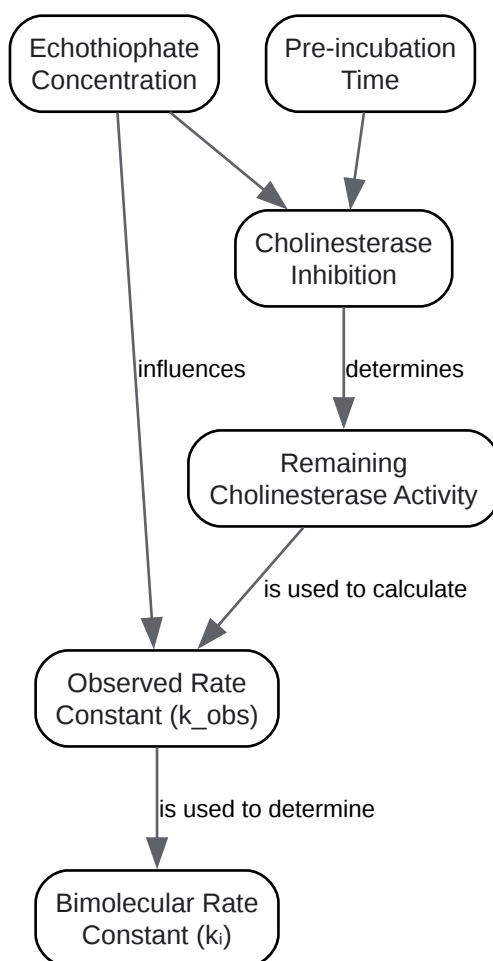 Echothiophate
Concentration
Pre-incubation
Time
Cholinesterase
Inhibition
influences
determines
Remaining
Cholinesterase Activity
is used to calculate
Observed Rate
Constant (k_obs)
is used to determine
Bimolecular Rate
Constant (kᵢ)